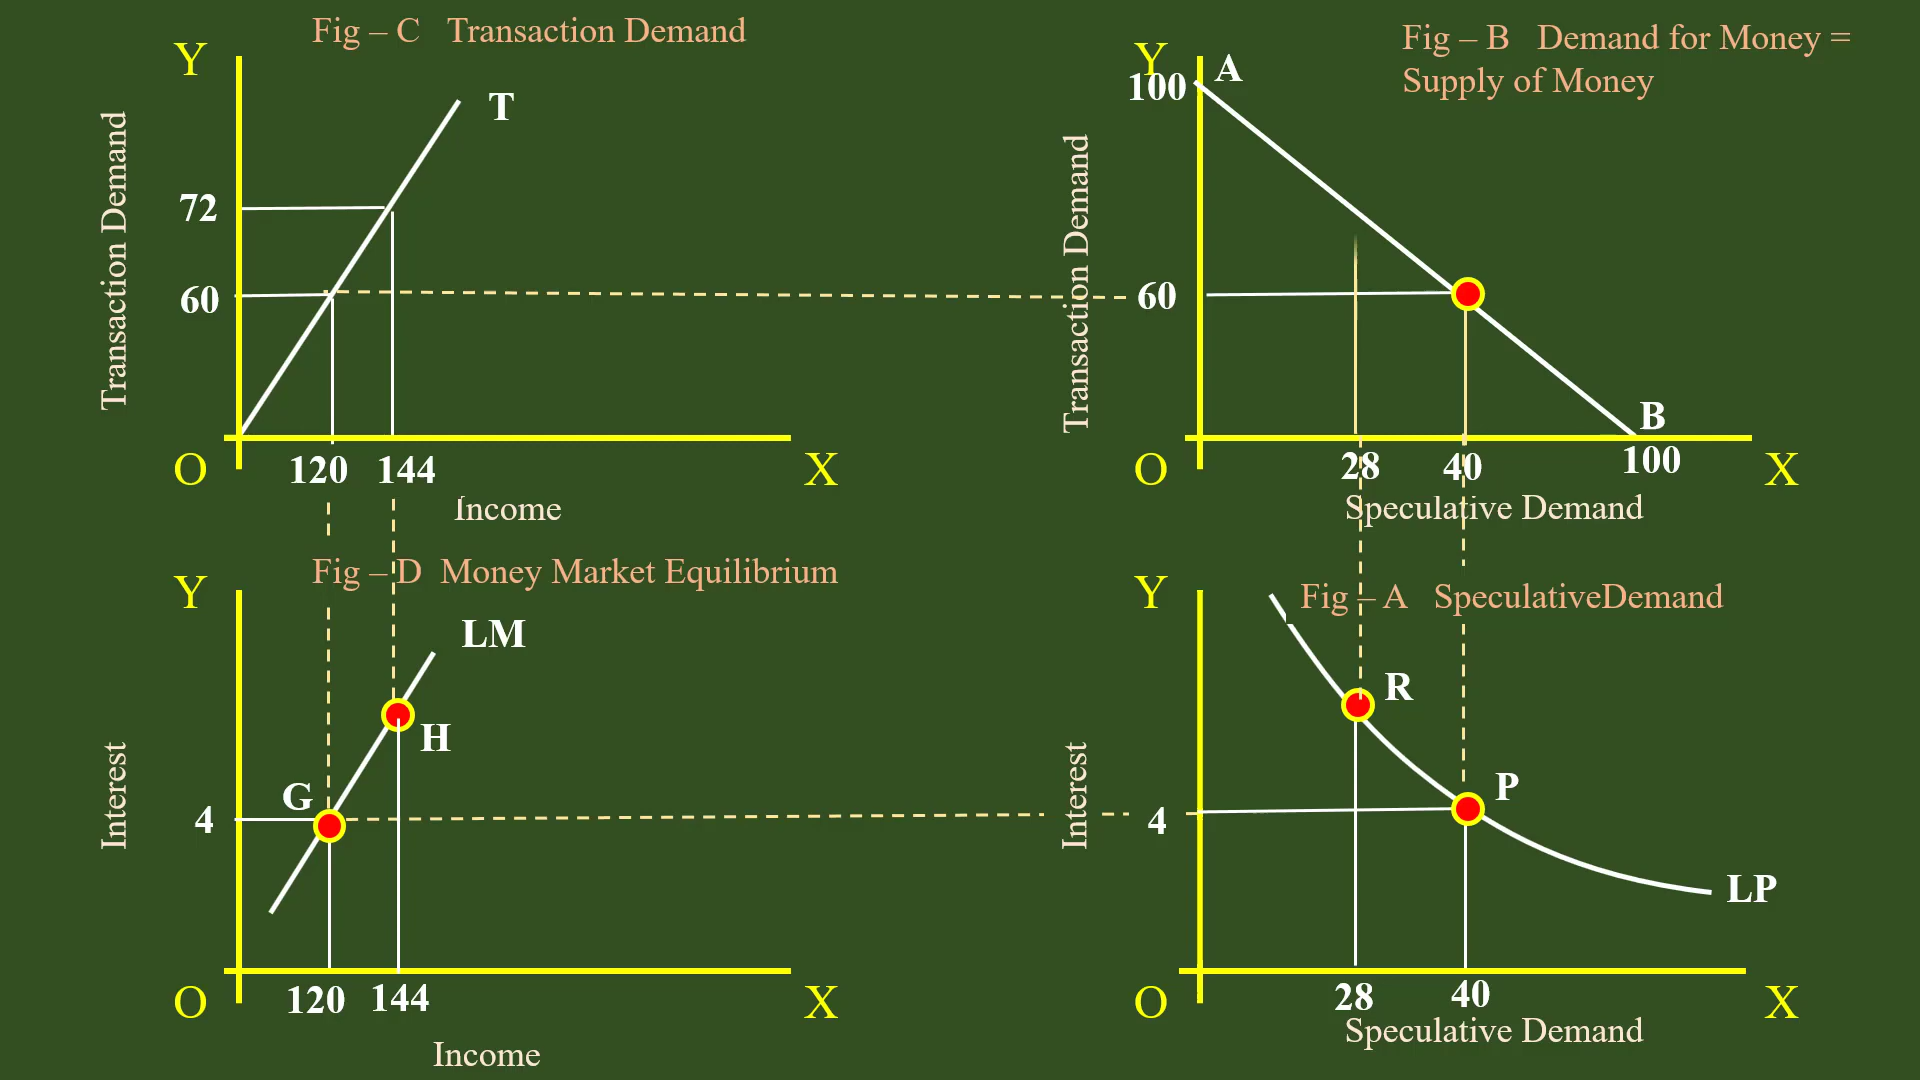 Fig – C Transaction Demand
Y
T
Transaction Demand
72
60
O
120
144
X
Income
Fig – B Demand for Money =
Supply of Money
Y
100
A
Transaction Demand
60
B
O
28
40
100
X
Speculative Demand
Fig – D Money Market Equilibrium
Y
LM
H
G
Interest
4
O
120
144
X
Income
Fig – A SpeculativeDemand
Y
R
P
Interest
4
LP
O
28
40
X
Speculative Demand